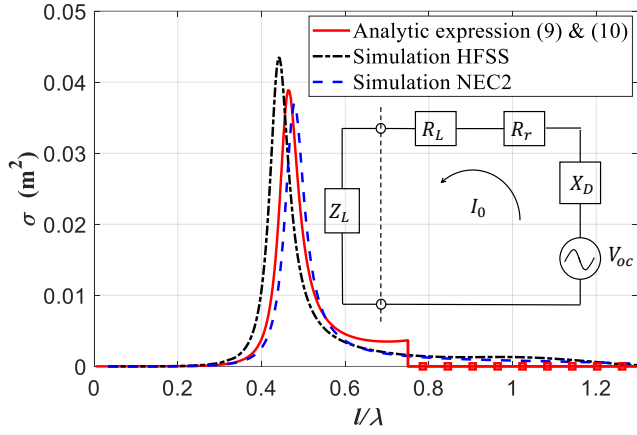 0.05
0.04
0.03
0.02
0.01
0
σ (m²)
Analytic expression (9) & (10)
Simulation HFSS
Simulation NEC2
R_L
R_r
X_D
Z_L
I_0
V_oc
0 0.2 0.4 0.6 0.8 1 1.2
l/λ